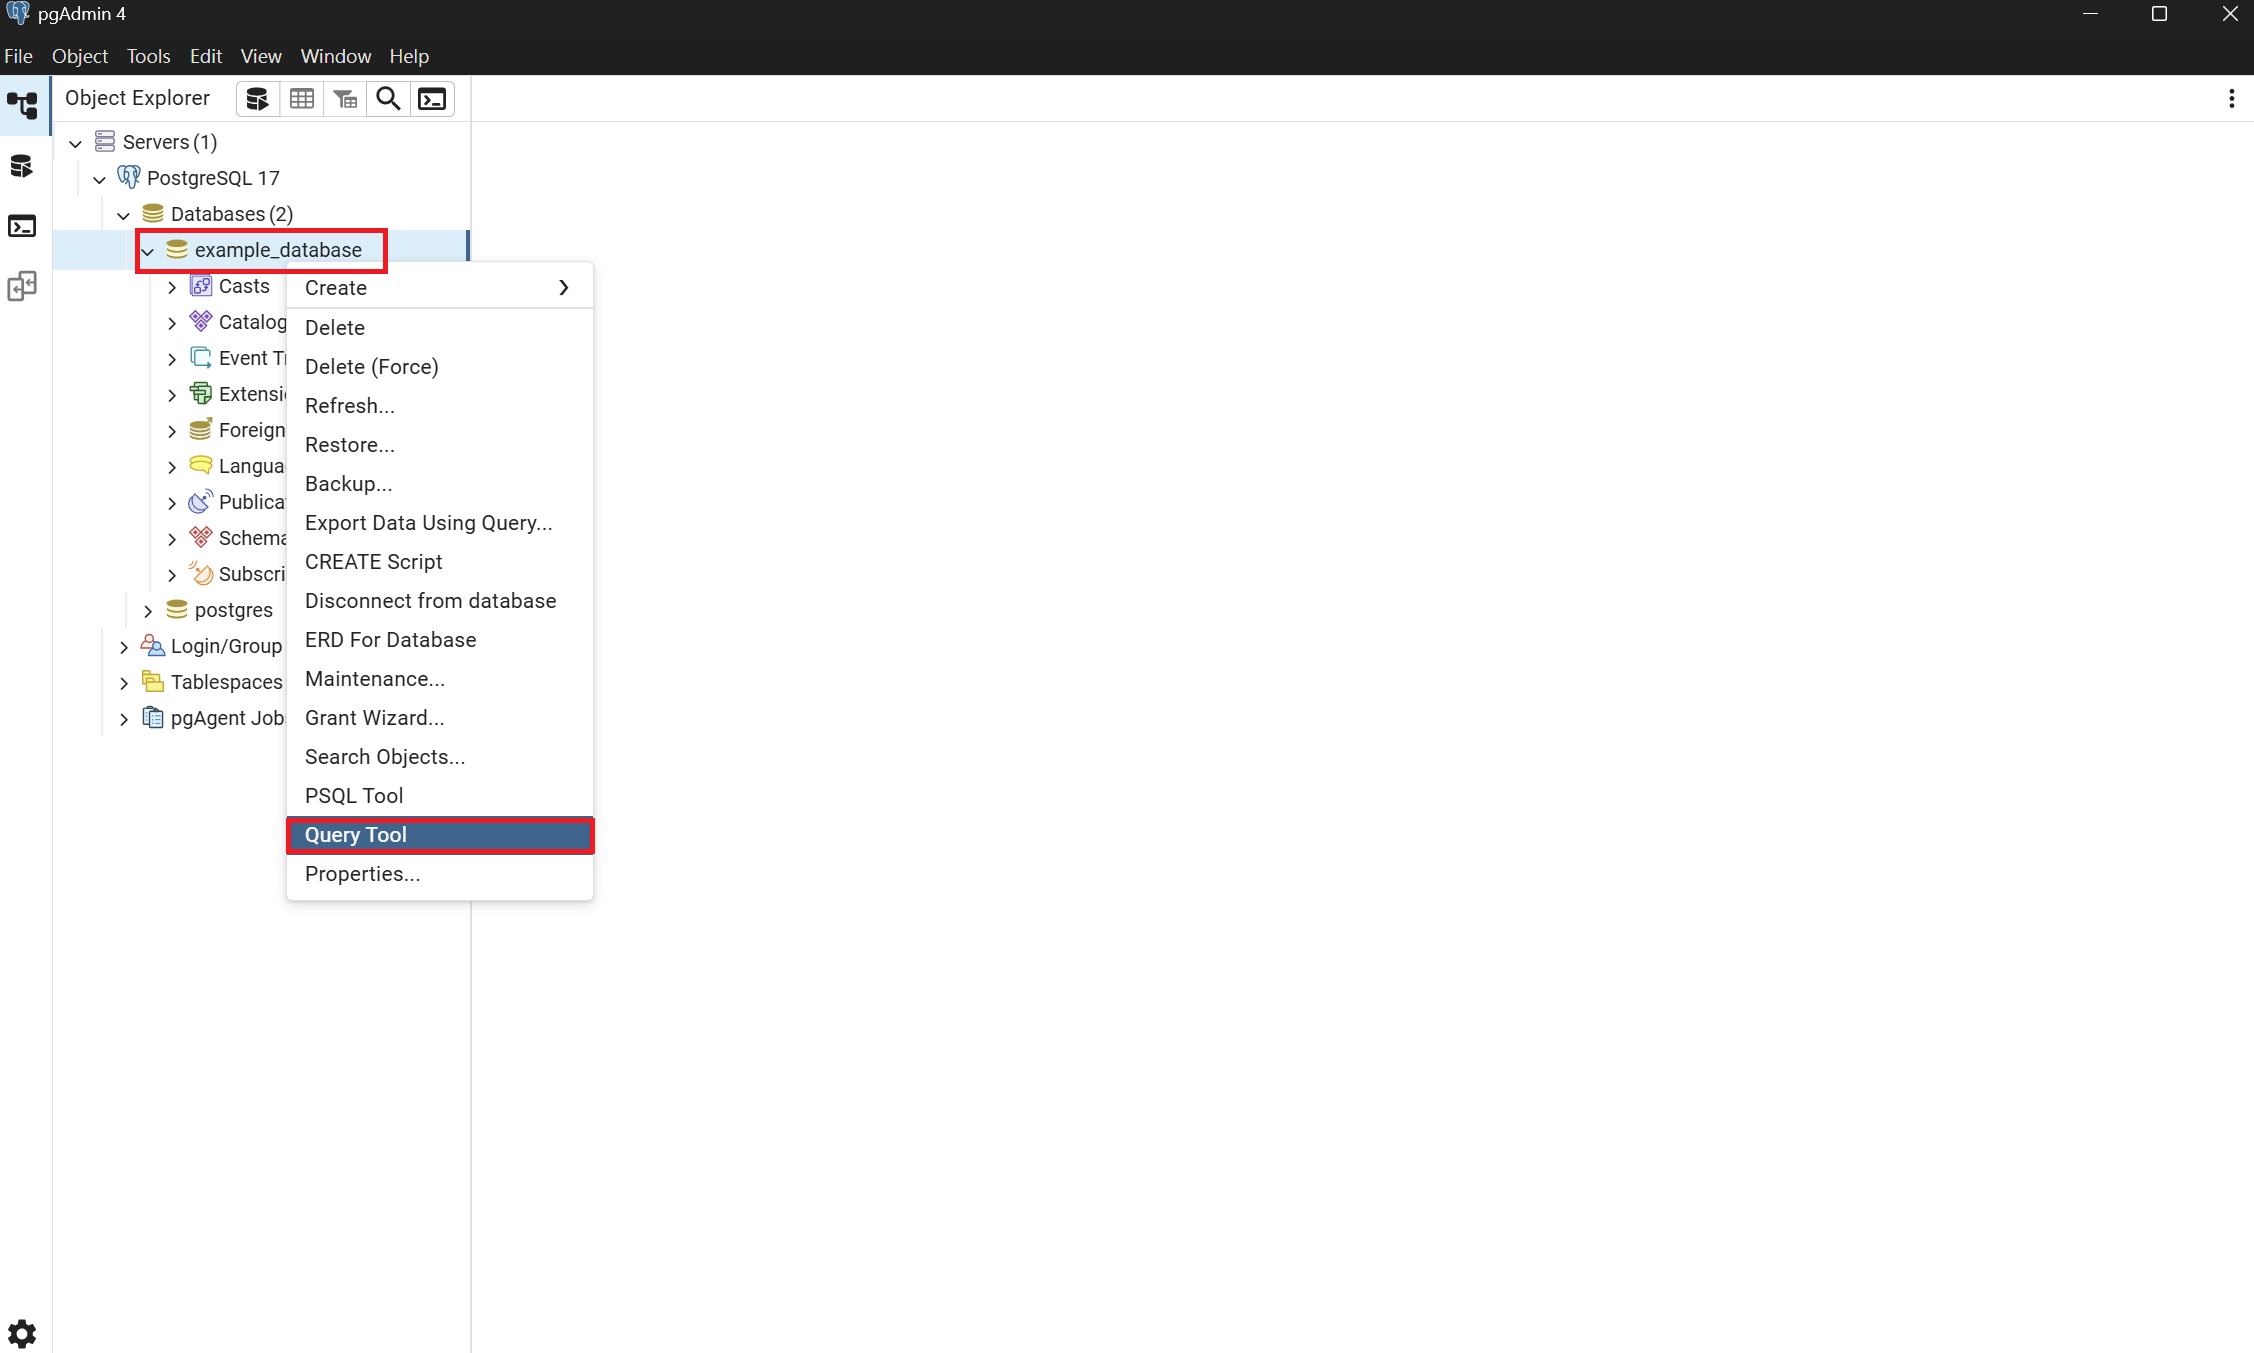 pgAdmin 4
File Object Tools Edit View Window Help
Object Explorer
Servers (1)
PostgreSQL 17
Databases (2)
example_database
Casts
Catalog
Event Tr
Extensi
Foreign
Langua
Publica
Schema
Subscri
postgres
Login/Group
Tablespaces
pgAgent Job
Create
Delete
Delete (Force)
Refresh...
Restore...
Backup...
Export Data Using Query...
CREATE Script
Disconnect from database
ERD For Database
Maintenance...
Grant Wizard...
Search Objects...
PSQL Tool
Query Tool
Properties...